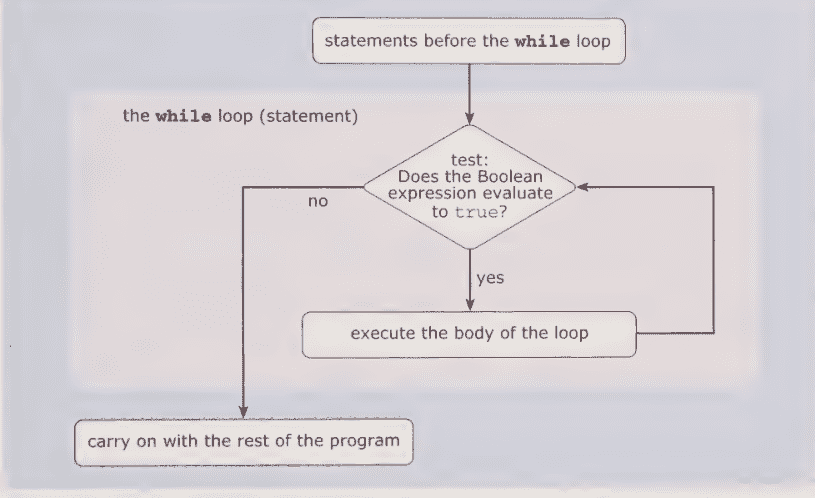 statements before the while loop
the while loop (statement)
test:
Does the Boolean
expression evaluate
to true?
no
yes
execute the body of the loop
carry on with the rest of the program